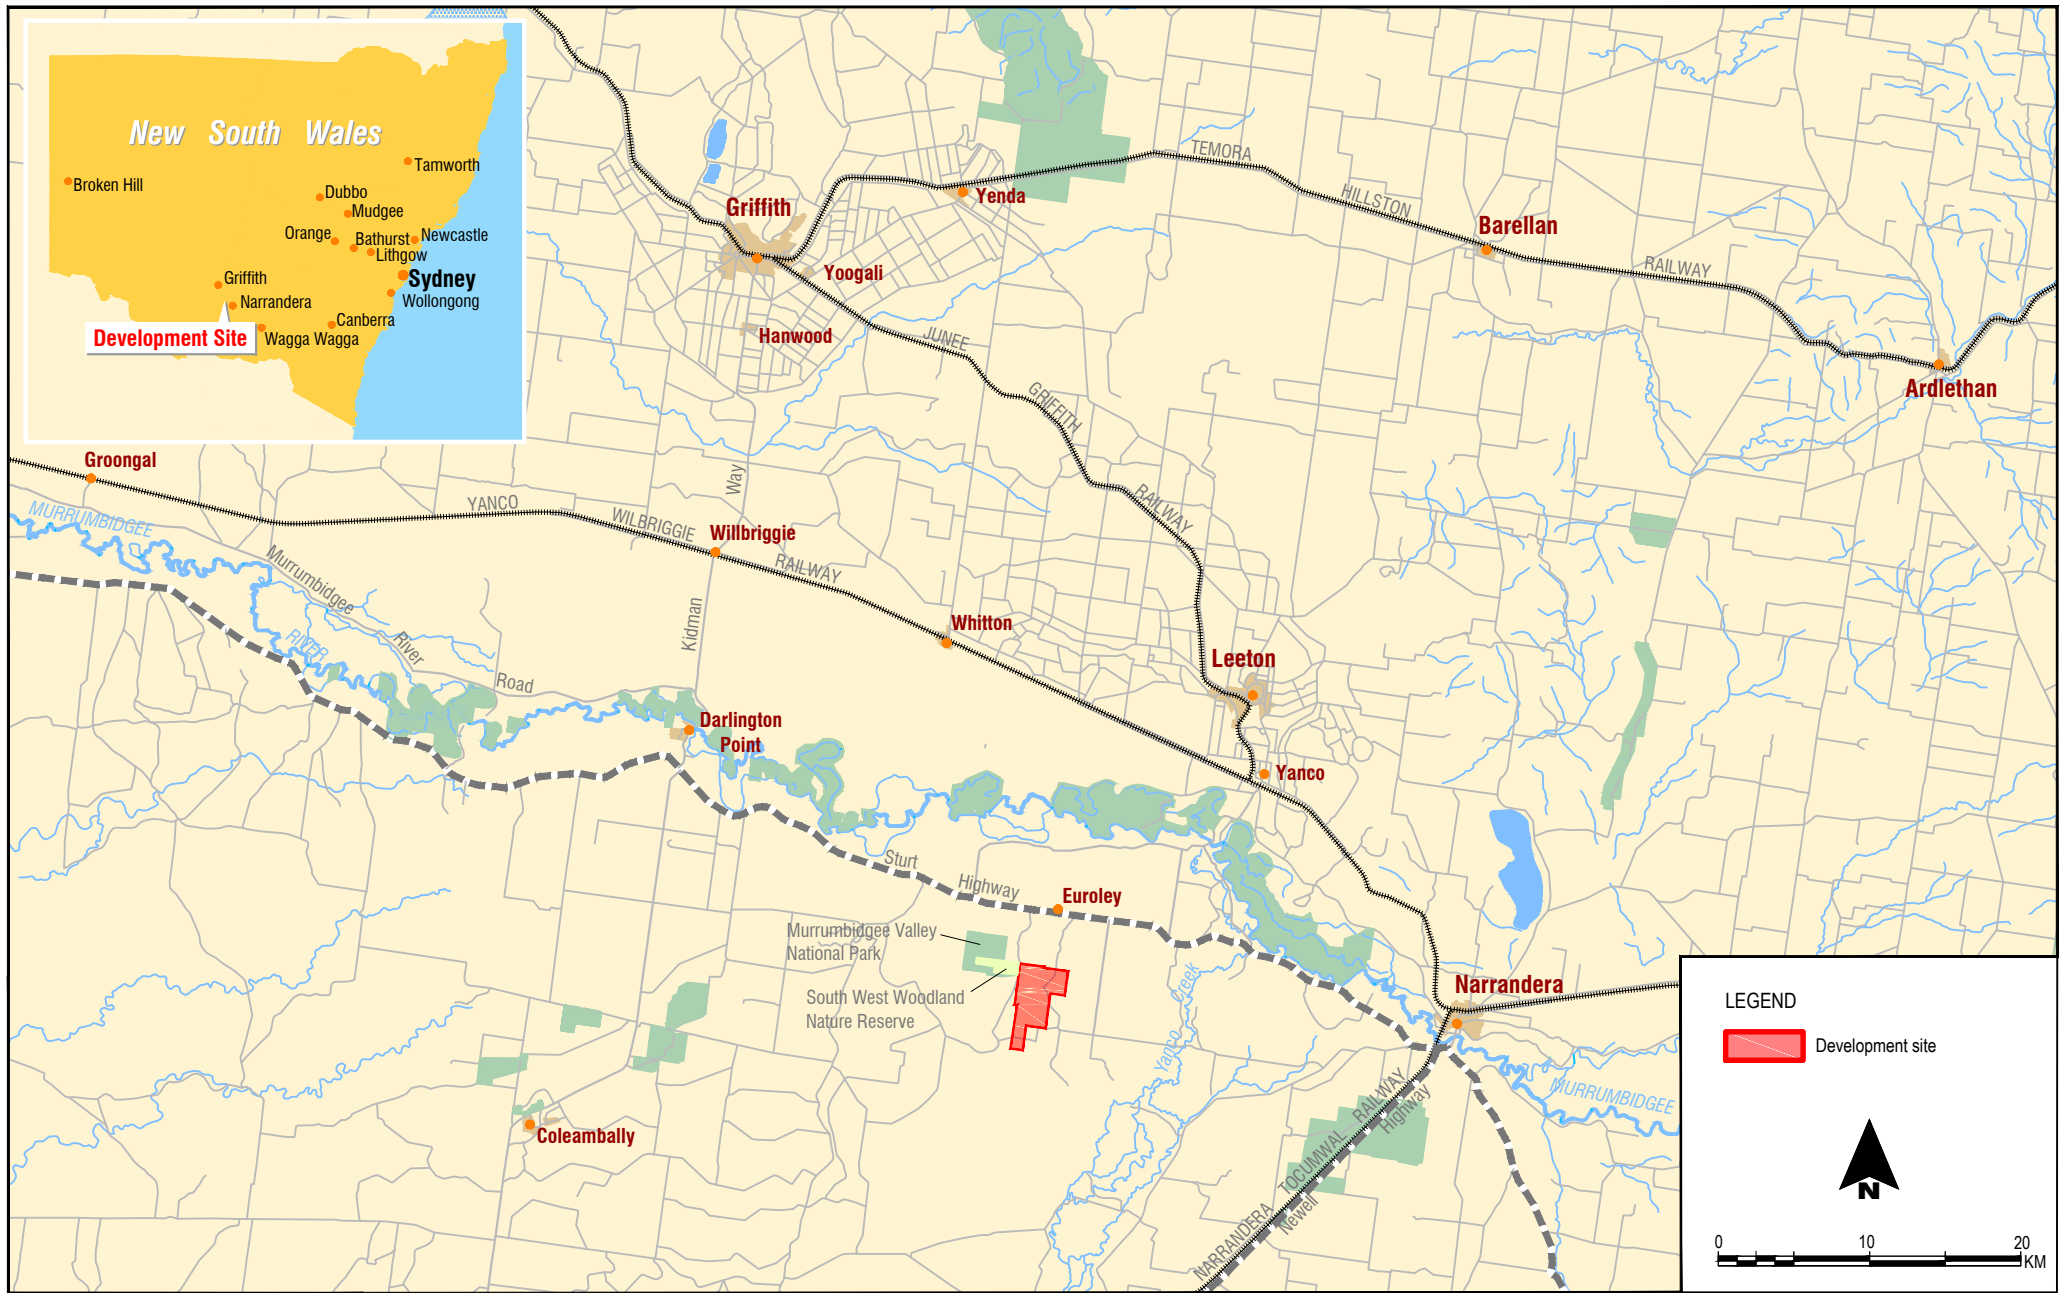 New South Wales
Tamworth
Broken Hill
Dubbo
Mudgee
Orange
Bathurst
Newcastle
Lithgow
Griffith
Sydney
Narrandera
Wollongong
Canberra
Development Site
Wagga Wagga
TEMORA
Yenda
HILLSTON
Griffith
Barellan
RAILWAY
Yoogali
Hanwood
JUNEE
Ardlethan
GRIFFITH
Groongal
Way
YANCO
RAILWAY
MURRUMBIDGEE
WILBRIGGIE
Willbriggie
Murrumbidgee
RAILWAY
Kidman
Whitton
RIVER
River
Leeton
Road
Darlington
Point
Yanco
Sturt
Highway
Euroley
Murrumbidgee Valley
National Park
South West Woodland
Nature Reserve
Yanco Creek
Narrandera
MURRUMBIDGEE
RAILWAY
Highway
TOCUMWAL
Coleambally
Newell
NARRANDERA
LEGEND
Development site
N
0 10 20
KM